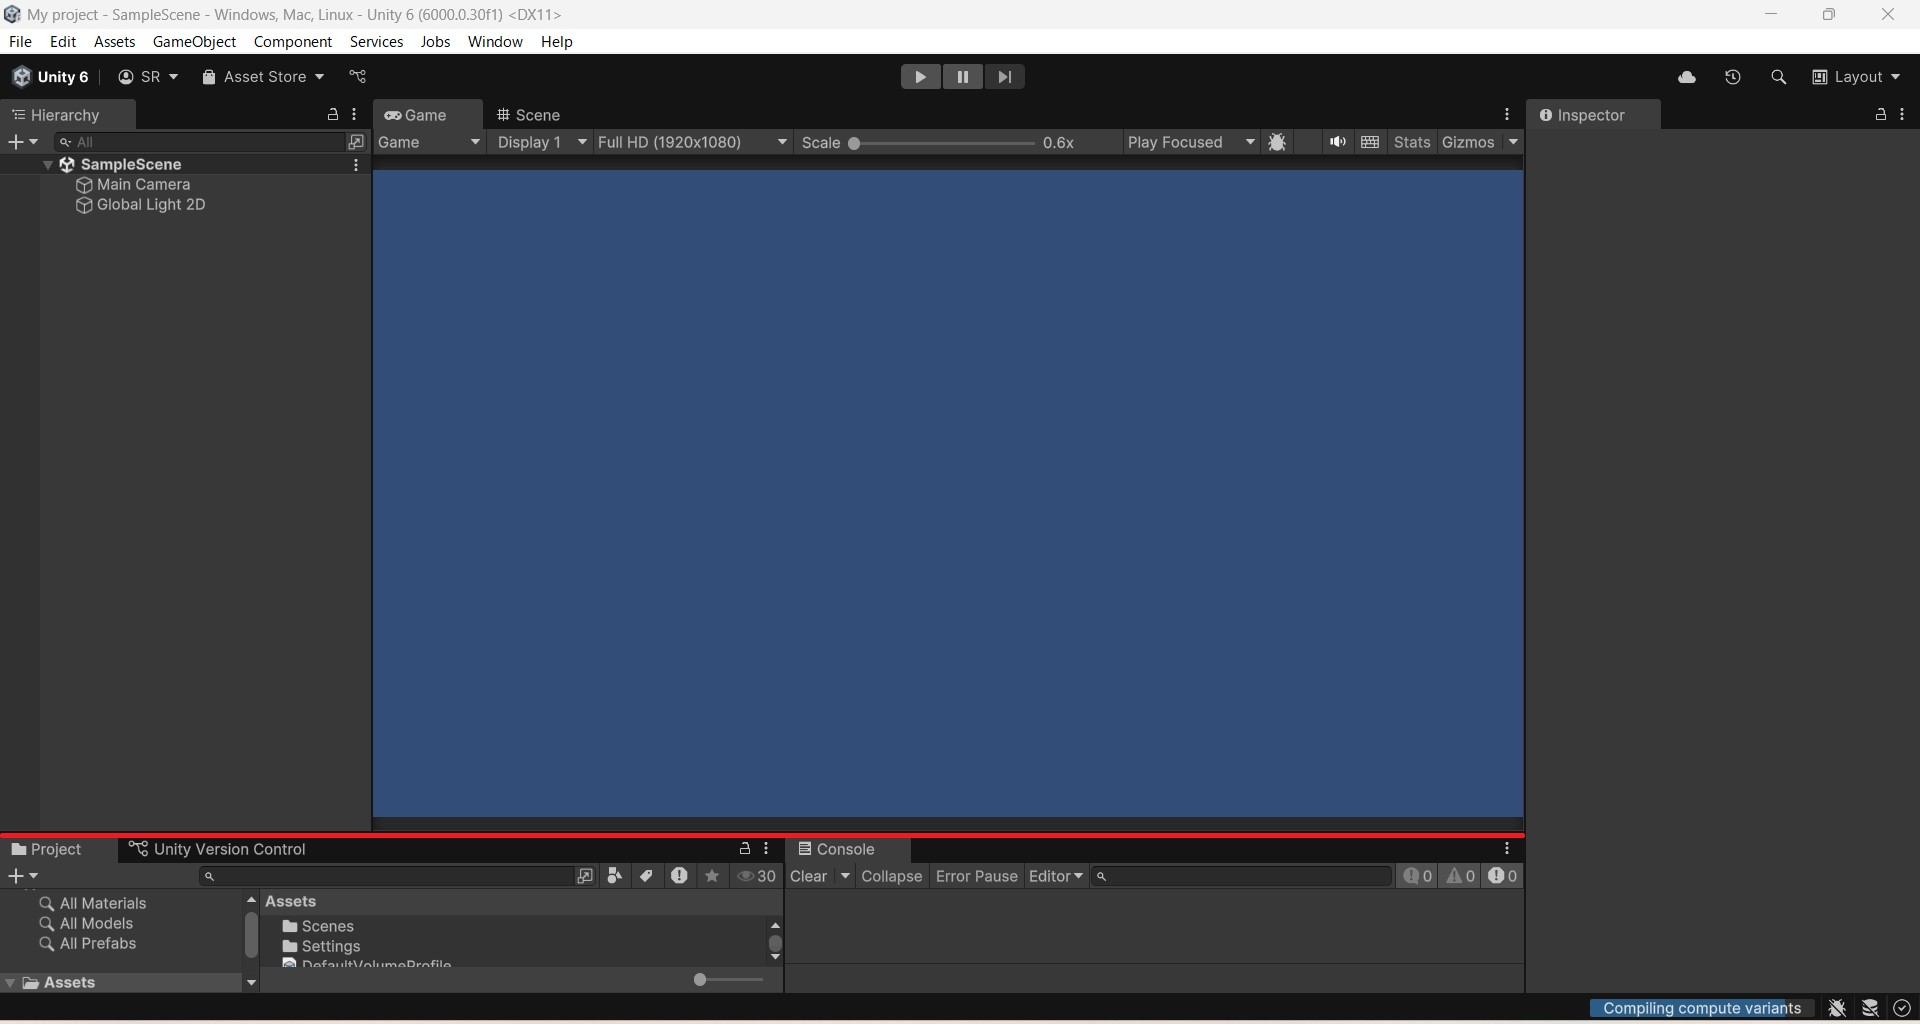 My project - SampleScene - Windows, Mac, Linux - Unity 6 (6000.0.30f1) <DX11>
File Edit Assets GameObject Component Services Jobs Window Help
Unity 6 SR Asset Store Layout
Hierarchy Game Scene Inspector
All Game Display 1 Full HD (1920x1080) Scale 0.6x Play Focused Stats Gizmos
SampleScene
Main Camera
Global Light 2D
Project Unity Version Control Console
30 Clear Collapse Error Pause Editor 0 0 0
All Materials Assets
All Models Scenes
All Prefabs Settings
DefaultVolumeProfile
Assets
Compiling compute variants